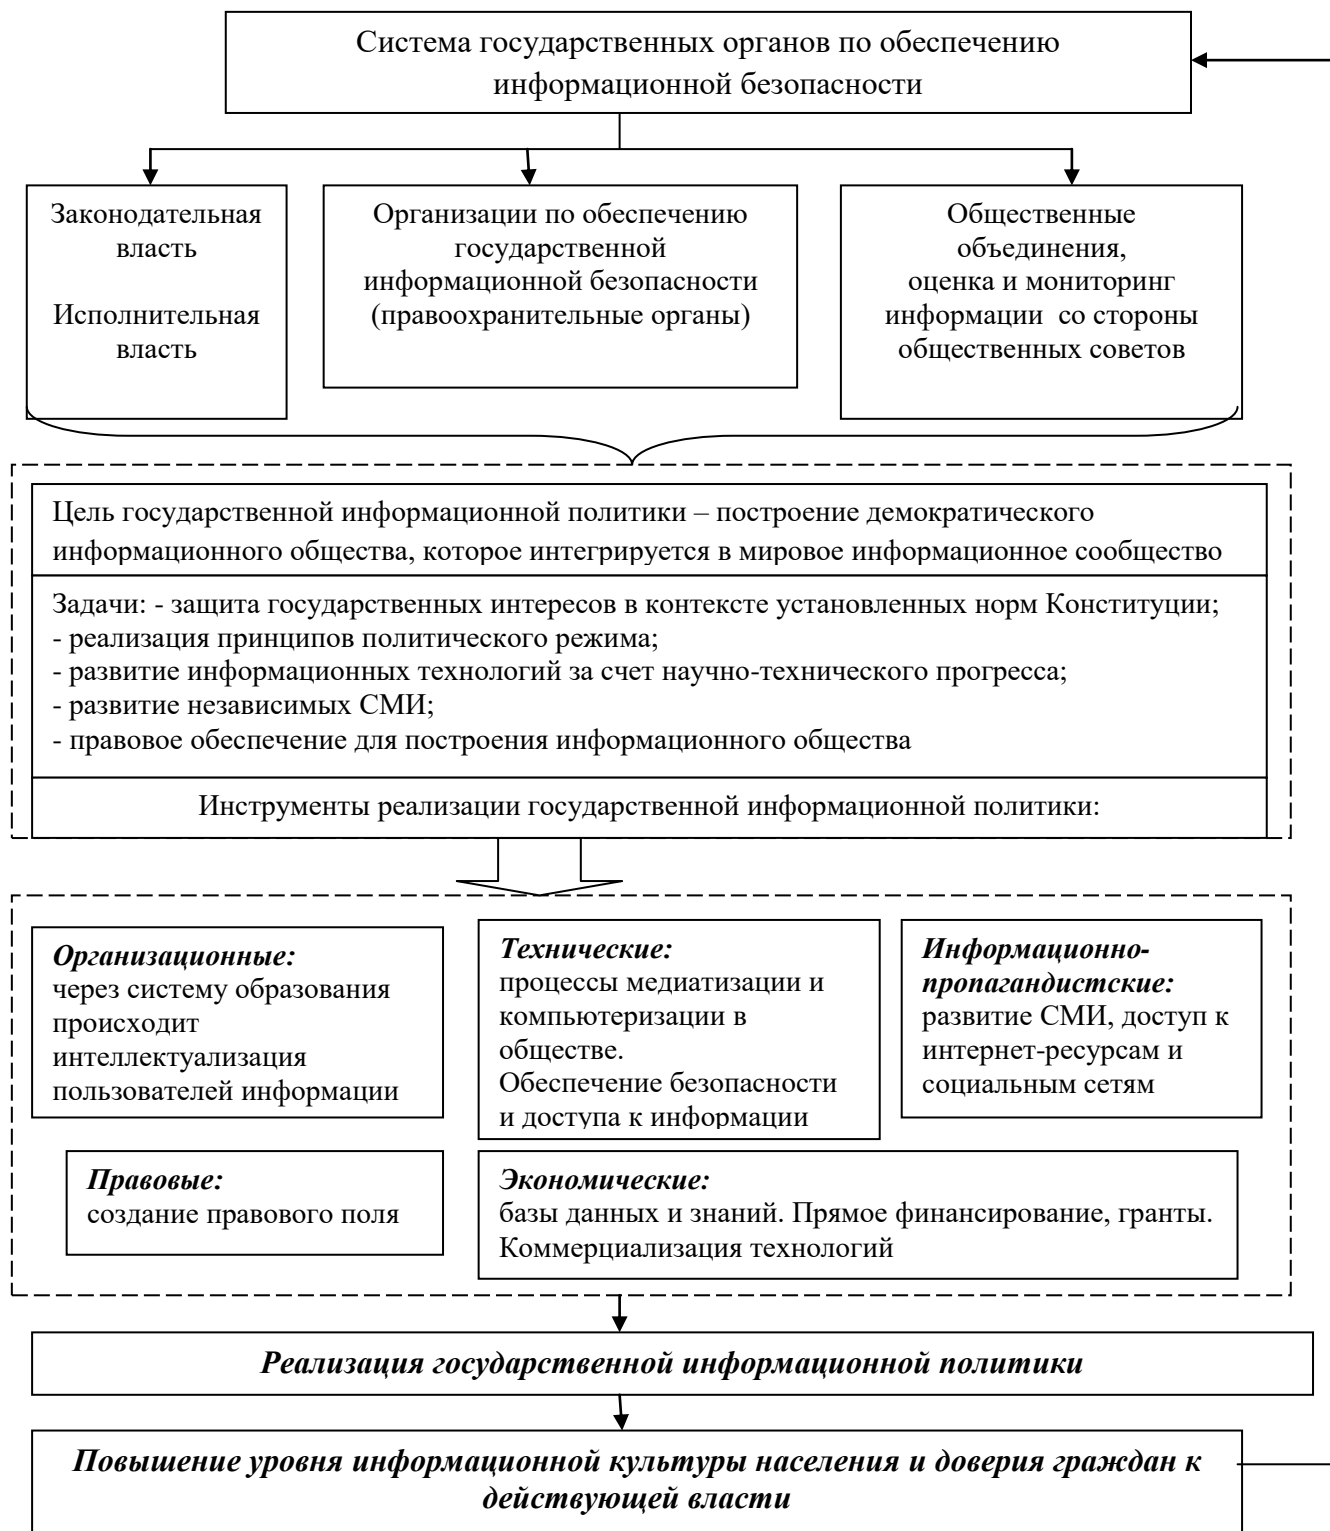 Система государственных органов по обеспечению
информационной безопасности
Законодательная
власть
Исполнительная
власть
Организации по обеспечению
государственной
информационной безопасности
(правоохранительные органы)
Общественные
объединения,
оценка и мониторинг
информации со стороны
общественных советов
Цель государственной информационной политики – построение демократического
информационного общества, которое интегрируется в мировое информационное сообщество
Задачи: - защита государственных интересов в контексте установленных норм Конституции;
- реализация принципов политического режима;
- развитие информационных технологий за счет научно-технического прогресса;
- развитие независимых СМИ;
- правовое обеспечение для построения информационного общества
Инструменты реализации государственной информационной политики:
Организационные:
через систему образования
происходит
интеллектуализация
пользователей информации
Технические:
процессы медиатизации и
компьютеризации в
обществе.
Обеспечение безопасности
и доступа к информации
Информационно-
пропагандистские:
развитие СМИ, доступ к
интернет-ресурсам и
социальным сетям
Правовые:
создание правового поля
Экономические:
базы данных и знаний. Прямое финансирование, гранты.
Коммерциализация технологий
Реализация государственной информационной политики
Повышение уровня информационной культуры населения и доверия граждан к
действующей власти